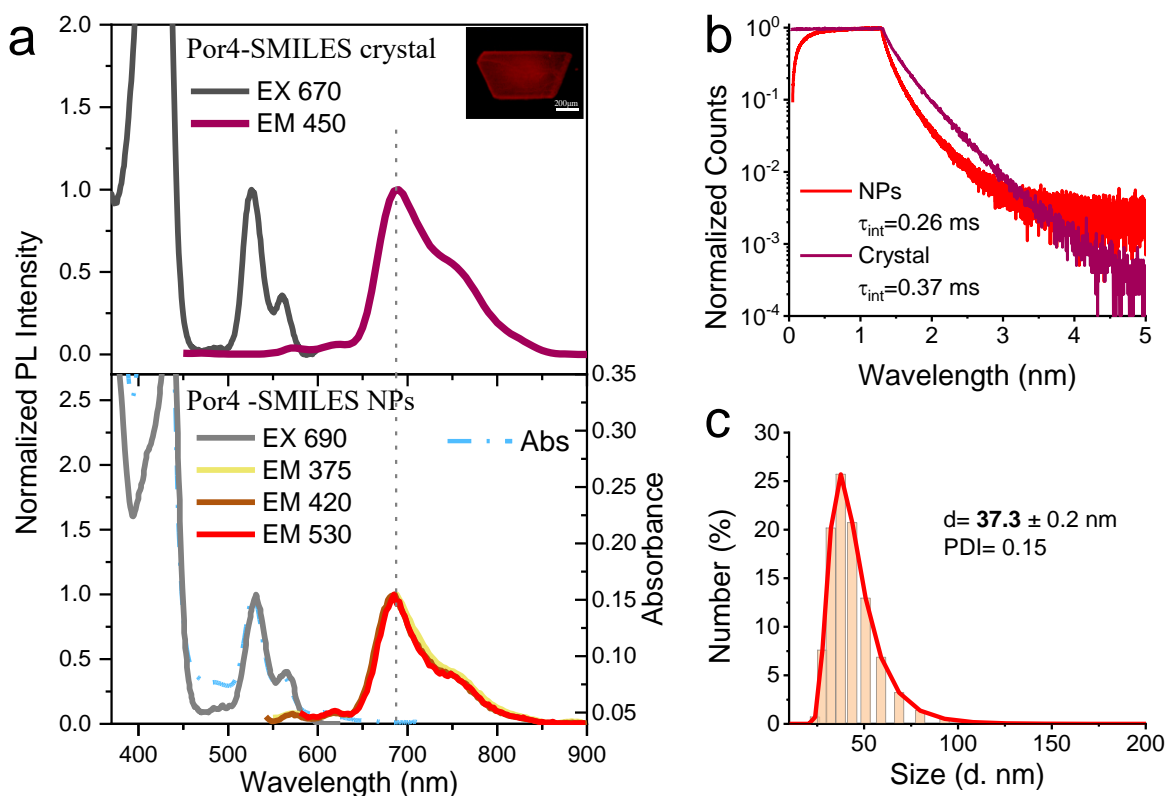 a
2.0
1.5
1.0
0.5
0.0
Por4-SMILES crystal
EX 670
EM 450
200μm
Normalized PL Intensity
2.5
2.0
1.5
1.0
0.5
0.0
Por4 -SMILES NPs
EX 690
EM 375
EM 420
EM 530
Abs
0.35
0.30
0.25
0.20
0.15
0.10
0.05
Absorbance
400 500 600 700 800 900
Wavelength (nm)
b
10⁰
10⁻¹
10⁻²
10⁻³
10⁻⁴
Normalized Counts
NPs
τint=0.26 ms
Crystal
τint=0.37 ms
0 1 2 3 4 5
Wavelength (nm)
c
30
25
20
15
10
5
0
Number (%)
d= 37.3 ± 0.2 nm
PDI= 0.15
50 100 150 200
Size (d. nm)